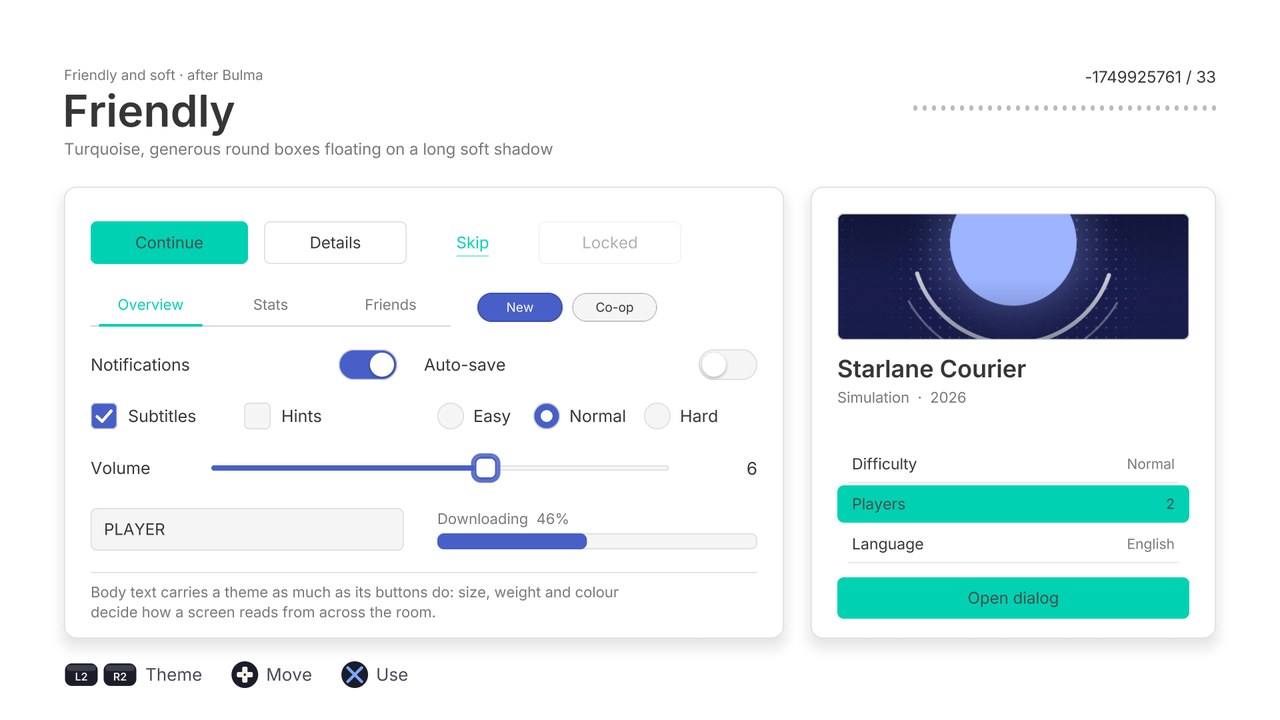 Friendly and soft · after Bulma
Friendly
Turquoise, generous round boxes floating on a long soft shadow
-1749925761 / 33
Continue
Details
Skip
Locked
Overview
Stats
Friends
New
Co-op
Notifications
Auto-save
Subtitles
Hints
Easy
Normal
Hard
Volume
6
PLAYER
Downloading 46%
Body text carries a theme as much as its buttons do: size, weight and colour
decide how a screen reads from across the room.
Starlane Courier
Simulation · 2026
Difficulty
Normal
Players
2
Language
English
Open dialog
L2
R2
Theme
Move
Use